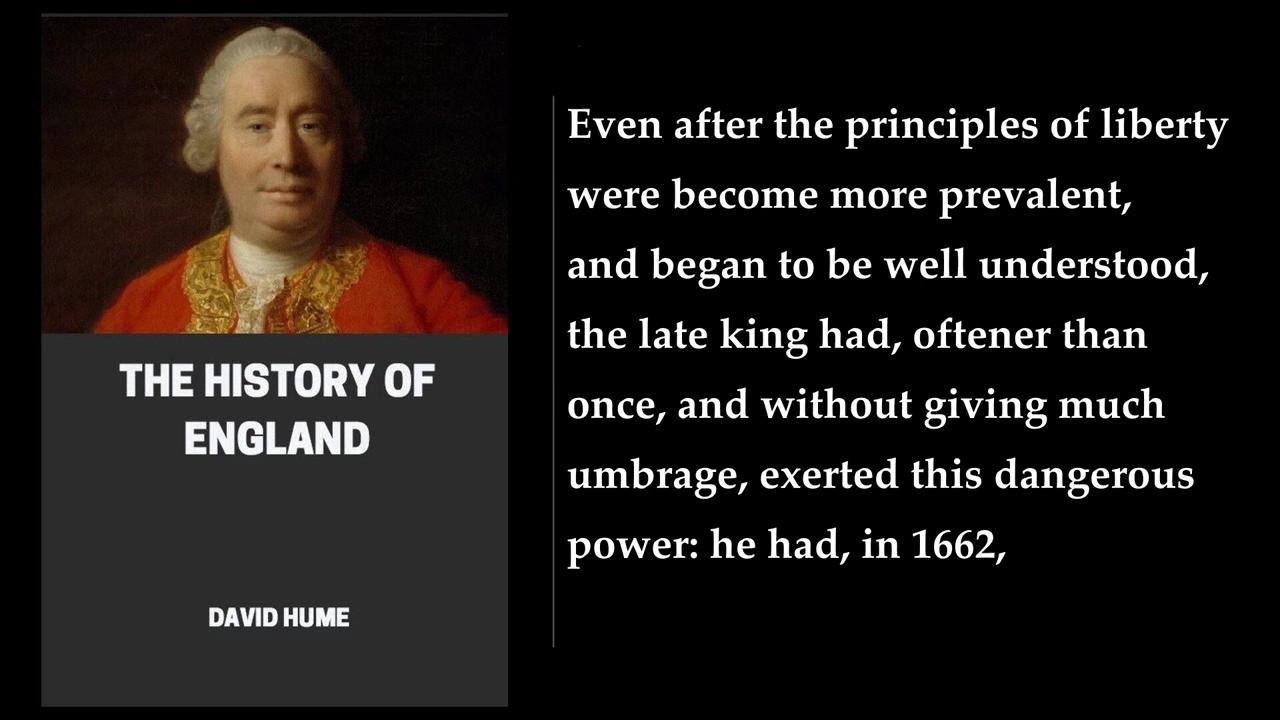 THE HISTORY OF
ENGLAND
DAVID HUME
Even after the principles of liberty
were become more prevalent,
and began to be well understood,
the late king had, oftener than
once, and without giving much
umbrage, exerted this dangerous
power: he had, in 1662,